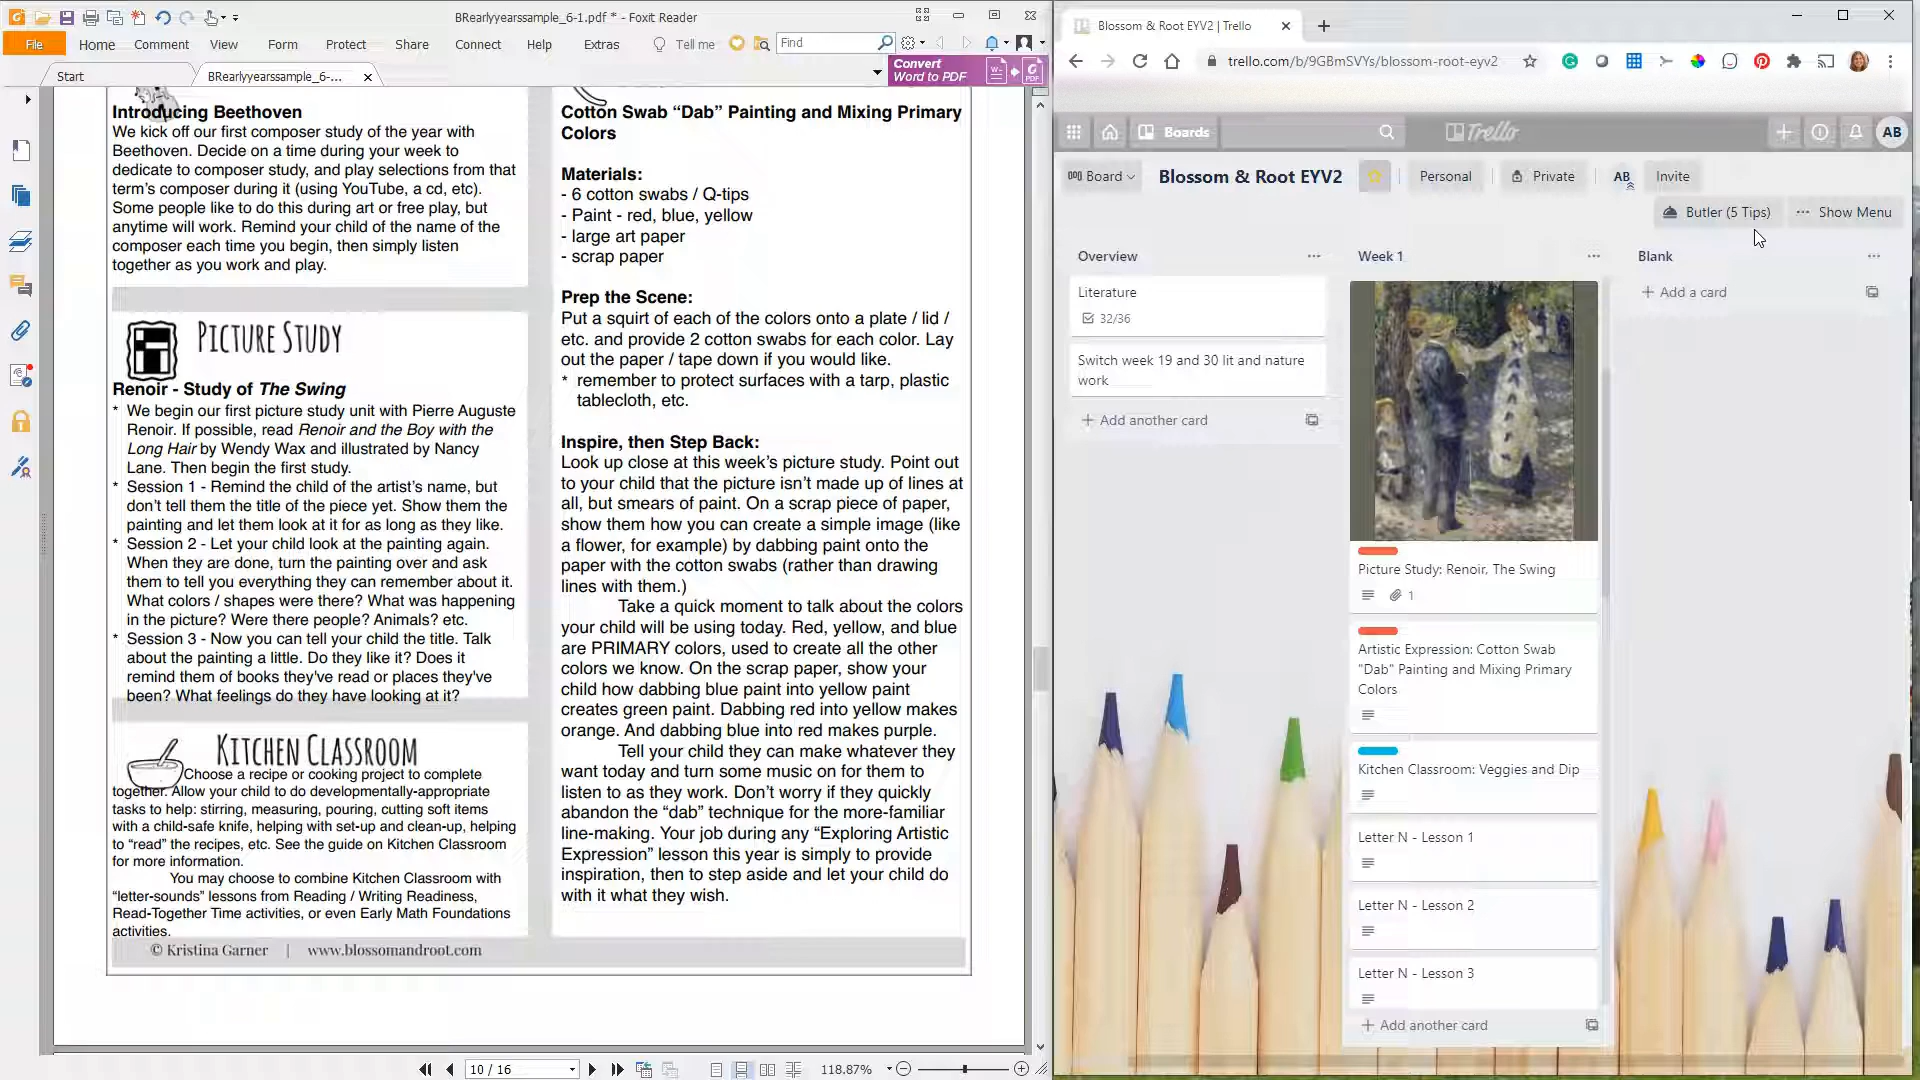 BRearlyyearssample_6-1.pdf * - Foxit Reader
File Home Comment View Form Protect Share Connect Help Extras Tell me Find
Start
BRearlyyearssample_6-...
Convert
Word to PDF
Introducing Beethoven
We kick off our first composer study of the year with
Beethoven. Decide on a time during your week to
dedicate to composer study, and play selections from that
term's composer during it (using YouTube, a cd, etc).
Some people like to do this during art or free play, but
anytime will work. Remind your child of the name of the
composer each time you begin, then simply listen
together as you work and play.
PICTURE STUDY
Renoir - Study of The Swing
* We begin our first picture study unit with Pierre Auguste
Renoir. If possible, read Renoir and the Boy with the
Long Hair by Wendy Wax and illustrated by Nancy
Lane. Then begin the first study.
* Session 1 - Remind the child of the artist's name, but
don't tell them the title of the piece yet. Show them the
painting and let them look at it for as long as they like.
* Session 2 - Let your child look at the painting again.
When they are done, turn the painting over and ask
them to tell you everything they can remember about it.
What colors / shapes were there? What was happening
in the picture? Were there people? Animals? etc.
* Session 3 - Now you can tell your child the title. Talk
about the painting a little. Do they like it? Does it
remind them of books they've read or places they've
been? What feelings do they have looking at it?
KITCHEN CLASSROOM
Choose a recipe or cooking project to complete
together. Allow your child to do developmentally-appropriate
tasks to help: stirring, measuring, pouring, cutting soft items
with a child-safe knife, helping with set-up and clean-up, helping
to "read" the recipes, etc. See the guide on Kitchen Classroom
for more information.
You may choose to combine Kitchen Classroom with
"letter-sounds" lessons from Reading / Writing Readiness,
Read-Together Time activities, or even Early Math Foundations
activities.
© Kristina Garner | www.blossomandroot.com
Cotton Swab “Dab” Painting and Mixing Primary
Colors
Materials:
- 6 cotton swabs / Q-tips
- Paint - red, blue, yellow
- large art paper
- scrap paper
Prep the Scene:
Put a squirt of each of the colors onto a plate / lid /
etc. and provide 2 cotton swabs for each color. Lay
out the paper / tape down if you would like.
* remember to protect surfaces with a tarp, plastic
tablecloth, etc.
Inspire, then Step Back:
Look up close at this week's picture study. Point out
to your child that the picture isn't made up of lines at
all, but smears of paint. On a scrap piece of paper,
show them how you can create a simple image (like
a flower, for example) by dabbing paint onto the
paper with the cotton swabs (rather than drawing
lines with them.)
Take a quick moment to talk about the colors
your child will be using today. Red, yellow, and blue
are PRIMARY colors, used to create all the other
colors we know. On the scrap paper, show your
child how dabbing blue paint into yellow paint
creates green paint. Dabbing red into yellow makes
orange. And dabbing blue into red makes purple.
Tell your child they can make whatever they
want today and turn some music on for them to
listen to as they work. Don't worry if they quickly
abandon the “dab” technique for the more-familiar
line-making. Your job during any “Exploring Artistic
Expression” lesson this year is simply to provide
inspiration, then to step aside and let your child do
with it what they wish.
10 / 16
118.87%
Blossom & Root EYV2 | Trello
trello.com/b/9GBmSVYs/blossom-root-eyv2
Boards
Trello
AB
Board
Blossom & Root EYV2
Personal
Private
AB
Invite
Butler (5 Tips)
Show Menu
Overview
Literature
32/36
Switch week 19 and 30 lit and nature
work
+ Add another card
Week 1
Picture Study: Renoir, The Swing
1
Artistic Expression: Cotton Swab
"Dab" Painting and Mixing Primary
Colors
Kitchen Classroom: Veggies and Dip
Letter N - Lesson 1
Letter N - Lesson 2
Letter N - Lesson 3
+ Add another card
Blank
+ Add a card